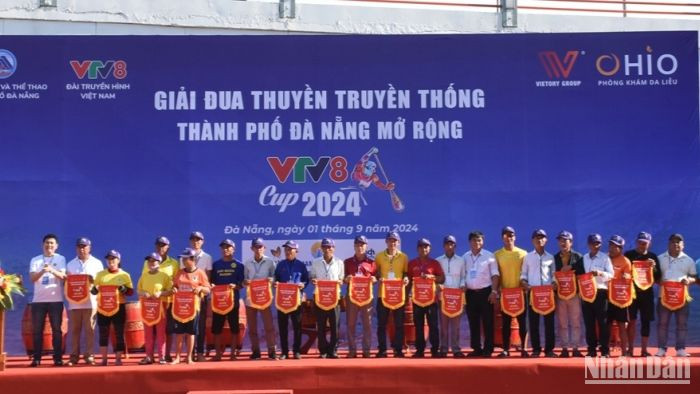 VÀ THỂ THAO
Ố ĐÀ NẴNG
VTV8
ĐÀI TRUYỀN HÌNH
VIỆT NAM
VIETORY GROUP
OHIO
PHÒNG KHÁM DA LIỄU
GIẢI ĐUA THUYỀN TRUYỀN THỐNG
THÀNH PHỐ ĐÀ NẴNG MỞ RỘNG
VTV8
Cup 2024
Đà Nẵng, ngày 01 tháng 9 năm 2024
NhânDân